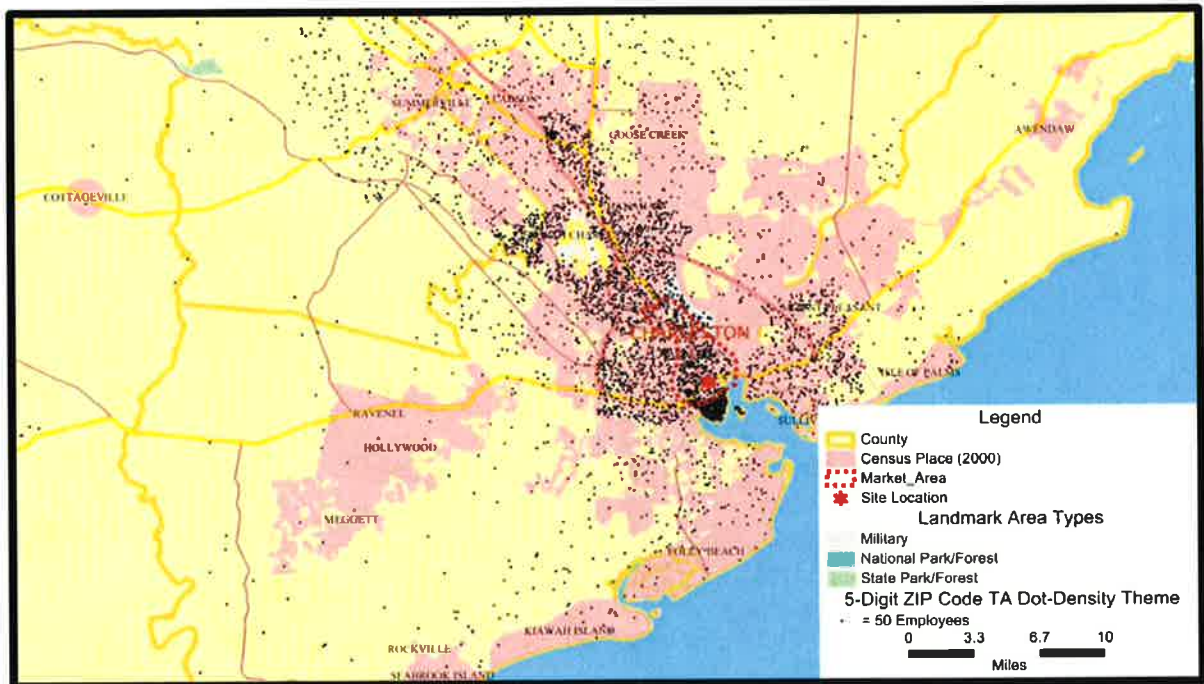 SUMMERVILLE
LADSON
GOOSE CREEK
AWENDAW
COTTAGEVILLE
CHARLESTON
ISLE OF PALMS
RAVENEL
HOLLYWOOD
MEGGETT
FOLLY BEACH
KIAWAH ISLAND
ROCKVILLE
SEABROOK ISLAND
Legend
County
Census Place (2000)
Market_Area
Site Location
Landmark Area Types
Military
National Park/Forest
State Park/Forest
5-Digit ZIP Code TA Dot-Density Theme
= 50 Employees
0 3.3 6.7 10
Miles